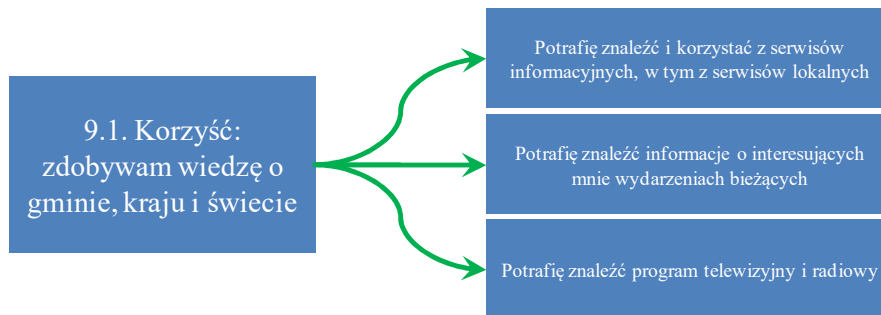 9.1. Korzyść:
zdobywam wiedzę o
gminie, kraju i świecie
Potrafię znaleźć i korzystać z serwisów
informacyjnych, w tym z serwisów lokalnych
Potrafię znaleźć informacje o interesujących
mnie wydarzeniach bieżących
Potrafię znaleźć program telewizyjny i radiowy